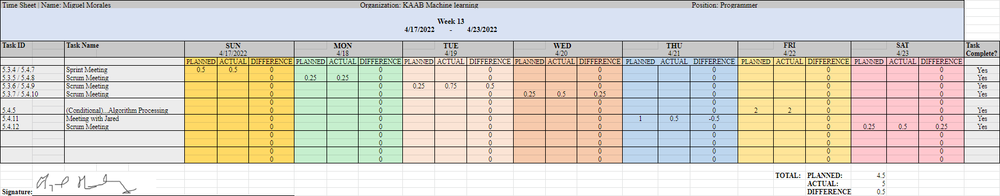 Time Sheet | Name: Miguel Morales Organization: KAAB Machine learning Position: Programmer
Week 13
4/17/2022 - 4/23/2022
Task ID Task Name SUN MON TUE WED THU FRI SAT Task
4/17/2022 4/18 4/19 4/20 4/21 4/22 4/23 Complete?
PLANNED ACTUAL DIFFERENCE PLANNED ACTUAL DIFFERENCE PLANNED ACTUAL DIFFERENCE PLANNED ACTUAL DIFFERENCE PLANNED ACTUAL DIFFERENCE PLANNED ACTUAL DIFFERENCE PLANNED ACTUAL DIFFERENCE
5.3.4 / 5.4.7 Sprint Meeting 0.5 0.5 0 0 0 0 0 0 0 Yes
5.3.5 / 5.4.8 Scrum Meeting 0 0.25 0.25 0 0 0 0 0 0 Yes
5.3.6 / 5.4.9 Scrum Meeting 0 0 0.25 0.75 0.5 0 0 0 0 Yes
5.3.7 / 5.4.10 Scrum Meeting 0 0 0 0.25 0.5 0.25 0 0 0 Yes
0 0 0 0 0 0 0
5.4.5 (Conditional)...Algorithm Processing 0 0 0 0 0 2 2 0 0 Yes
5.4.11 Meeting with Jared 0 0 0 0 1 0.5 -0.5 0 0 Yes
5.4.12 Scrum Meeting 0 0 0 0 0 0 0.25 0.5 0.25 Yes
0 0 0 0 0 0 0
0 0 0 0 0 0 0
0 0 0 0 0 0 0
0 0 0 0 0 0 0
TOTAL: PLANNED: 4.5
ACTUAL: 5
Signature: DIFFERENCE 0.5